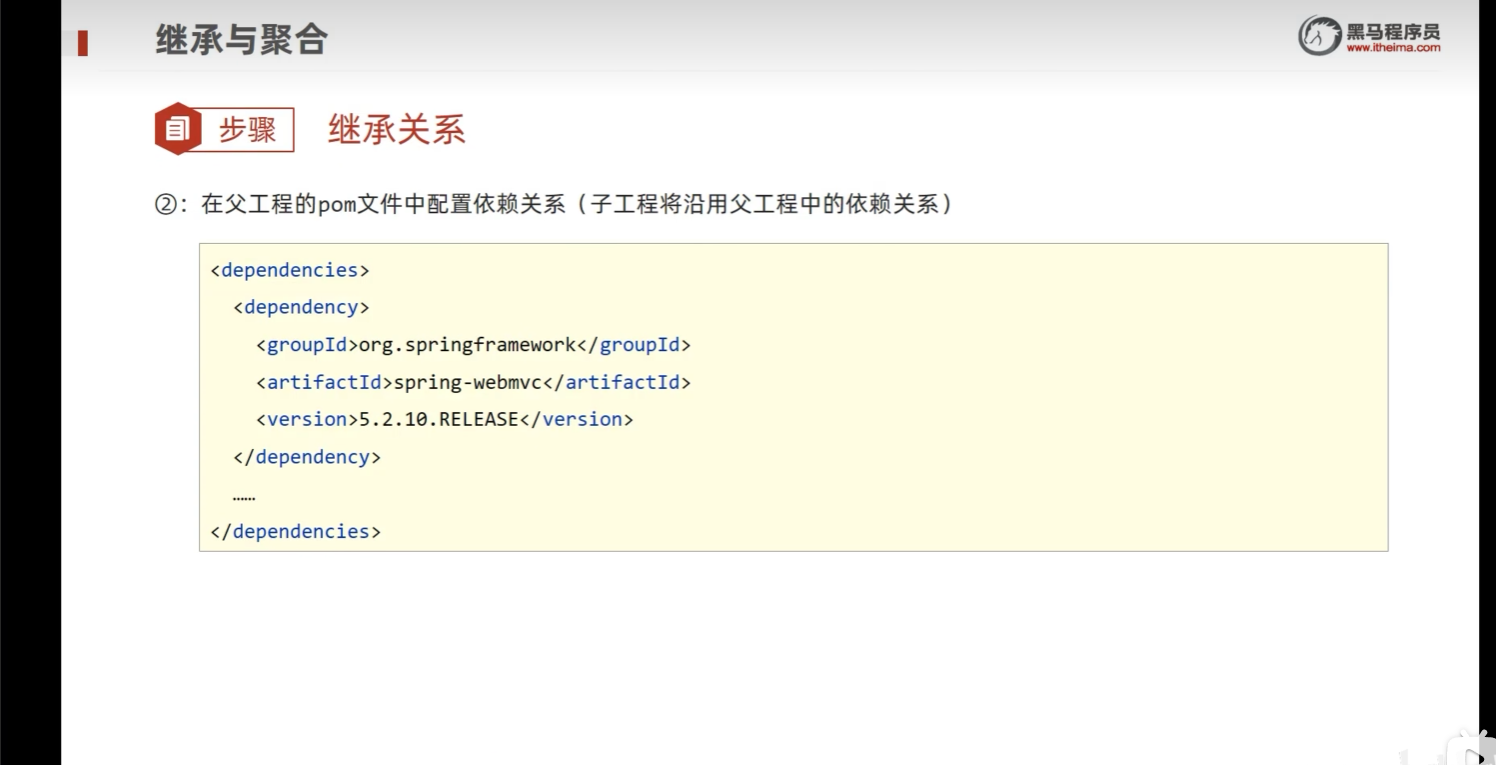 继承与聚合
黑马程序员
www.itheima.com
步骤
继承关系
②：在父工程的pom文件中配置依赖关系（子工程将沿用父工程中的依赖关系）
<dependencies>
<dependency>
<groupId>org.springframework</groupId>
<artifactId>spring-webmvc</artifactId>
<version>5.2.10.RELEASE</version>
</dependency>
……
</dependencies>